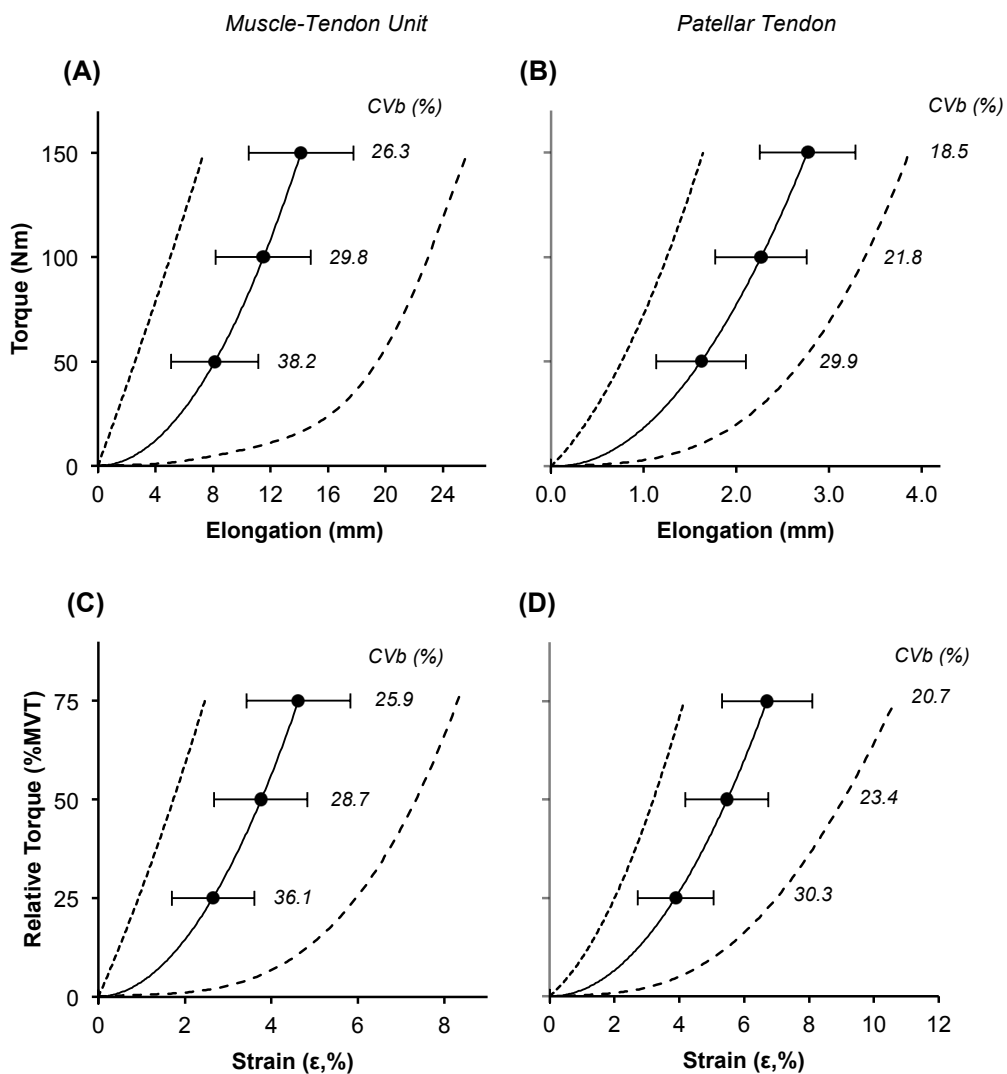 Muscle-Tendon Unit
Patellar Tendon
(A)
CVb (%)
150
26.3
100
29.8
50
38.2
0
0 4 8 12 16 20 24
Torque (Nm)
Elongation (mm)
(B)
CVb (%)
18.5
21.8
29.9
0.0 1.0 2.0 3.0 4.0
Elongation (mm)
(C)
CVb (%)
75
25.9
50
28.7
25
36.1
0
0 2 4 6 8
Relative Torque (%MVT)
Strain (ε,%)
(D)
CVb (%)
20.7
23.4
30.3
0 2 4 6 8 10 12
Strain (ε,%)